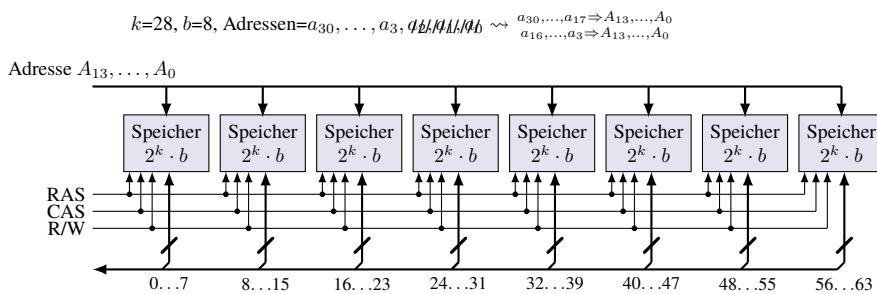 k=28, b=8, Adressen=a30, . . . , a3, a2, a1, a0 ⇝ a30,...,a17⇒A13,...,A0
a16,...,a3⇒A13,...,A0
Adresse A13, . . . , A0
Speicher Speicher Speicher Speicher Speicher Speicher Speicher Speicher
2^k · b 2^k · b 2^k · b 2^k · b 2^k · b 2^k · b 2^k · b 2^k · b
RAS
CAS
R/W
0. . .7 8. . .15 16. . .23 24. . .31 32. . .39 40. . .47 48. . .55 56. . .63